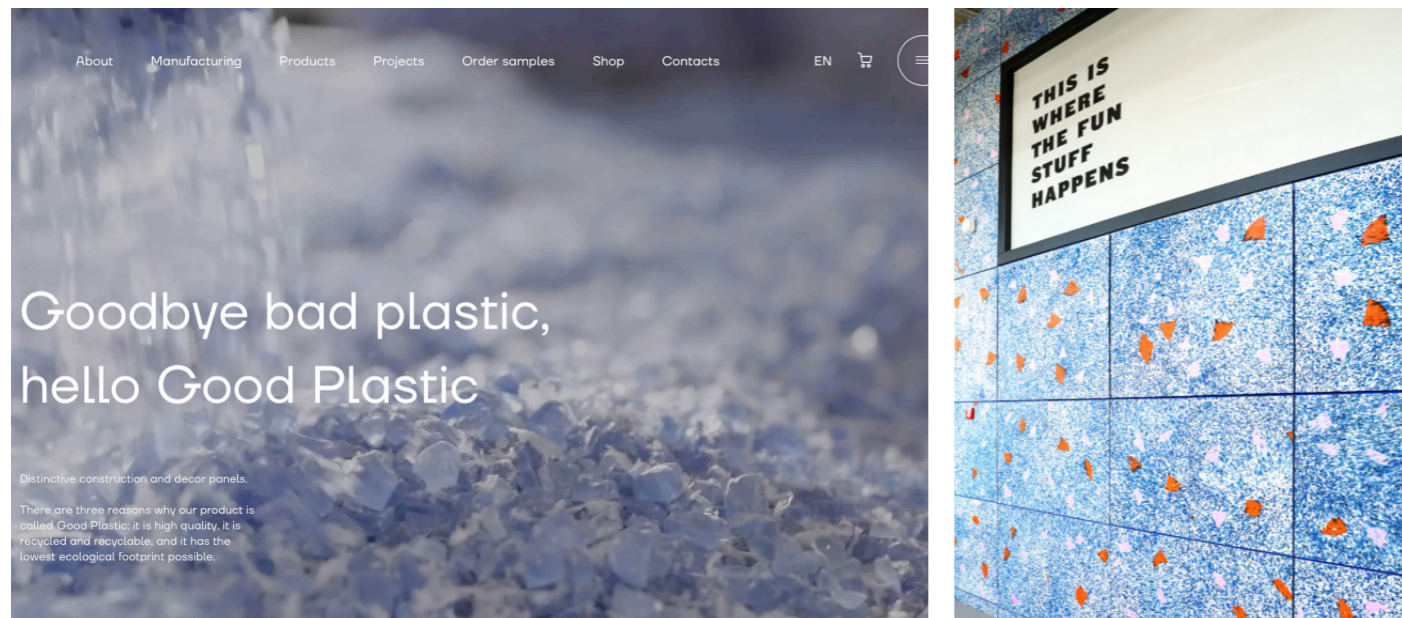 About Manufacturing Products Projects Order samples Shop Contacts EN
Goodbye bad plastic,
hello Good Plastic
Distinctive construction and decor panels.
There are three reasons why our product is
called Good Plastic: it is high quality, it is
recycled and recyclable, and it has the
lowest ecological footprint possible.
THIS IS
WHERE
THE FUN
STUFF
HAPPENS